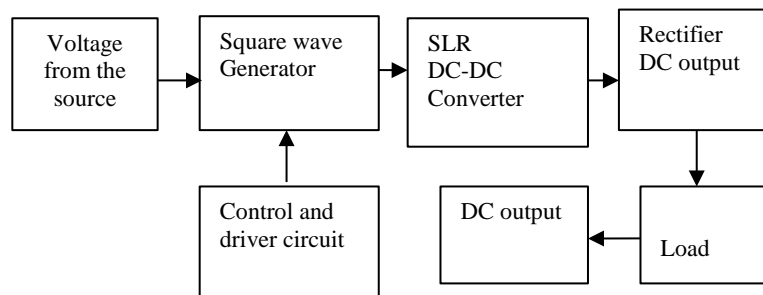 Voltage
from the
source
Square wave
Generator
SLR
DC-DC
Converter
Rectifier
DC output
Control and
driver circuit
DC output
Load